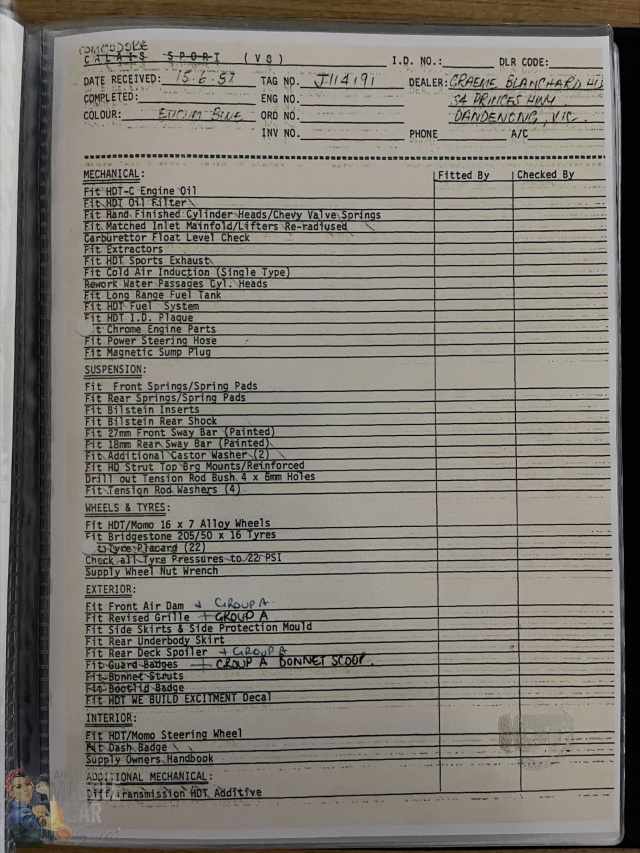 COMMODORE
CALAIS SPORT (V8) I.D. NO.: DLR CODE:
DATE RECEIVED: 15-6-87 TAG NO. J114191 DEALER: GRAEME BLANCHARD
COMPLETED: ENG NO. 34 PRINCES HWY
COLOUR: ORD NO. DANDENONG, VIC.
INV NO. PHONE A/C
MECHANICAL: Fitted By Checked By
Fit HDT-C Engine Oil
Fit HDT Oil Filter
Fit Hand Finished Cylinder Heads/Chevy Valve Springs
Fit Matched Inlet Mainfold/Lifters Re-radiused
Carburettor Float Level Check
Fit Extractors
Fit HDT Sports Exhaust
Fit Cold Air Induction (Single Type)
Rework Water Passages Cyl. Heads
Fit Long Range Fuel Tank
Fit HDT Fuel System
Fit HDT I.D. Plaque
Fit Chrome Engine Parts
Fit Power Steering Hose
Fit Magnetic Sump Plug
SUSPENSION:
Fit Front Springs/Spring Pads
Fit Rear Springs/Spring Pads
Fit Bilstein Inserts
Fit Bilstein Rear Shock
Fit 27mm Front Sway Bar (Painted)
Fit 18mm Rear Sway Bar (Painted)
Fit Additional Castor Washer (2)
Fit HQ Strut Top Brg Mounts/Reinforced
Drill out Tension Rod Bush 4 x 6mm Holes
Fit Tension Rod Washers (4)
WHEELS & TYRES:
Fit HDT/Momo 16 x 7 Alloy Wheels
Fit Bridgestone 205/50 x 16 Tyres
Tyre Placard (22)
Check all Tyre Pressures to 22 PSI
Supply Wheel Nut Wrench
EXTERIOR:
Fit Front Air Dam + GROUP A
Fit Revised Grille + GROUP A
Fit Side Skirts & Side Protection Mould
Fit Rear Underbody Skirt
Fit Rear Deck Spoiler + GROUP A
Fit Guard Badges + GROUP A BONNET SCOOP.
Fit Bonnet Struts
Fit Bootlid Badge
Fit HDT WE BUILD EXCITMENT Decal
INTERIOR:
Fit HDT/Momo Steering Wheel
Fit Dash Badge
Supply Owners Handbook
ADDITIONAL MECHANICAL:
Diff/Transmission HDT Additive